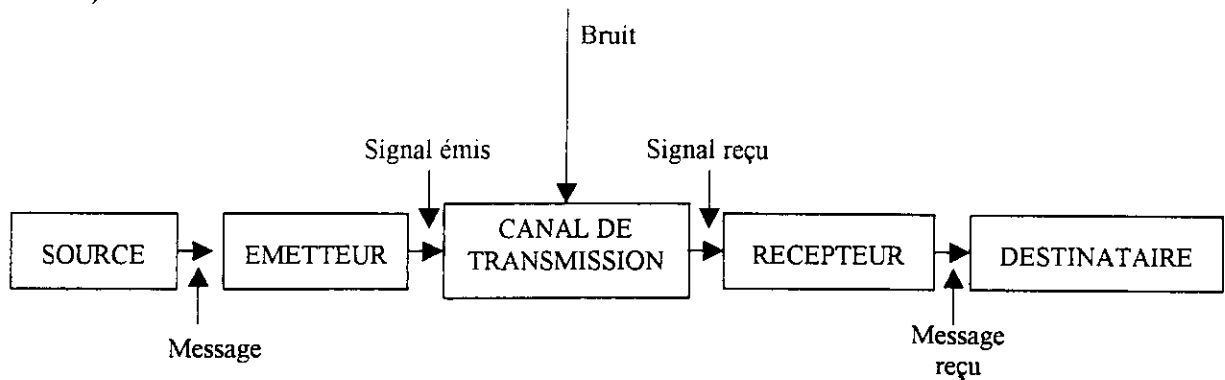 Bruit
Signal émis
Signal reçu
SOURCE
EMETTEUR
CANAL DE
TRANSMISSION
RECEPTEUR
DESTINATAIRE
Message
Message
reçu